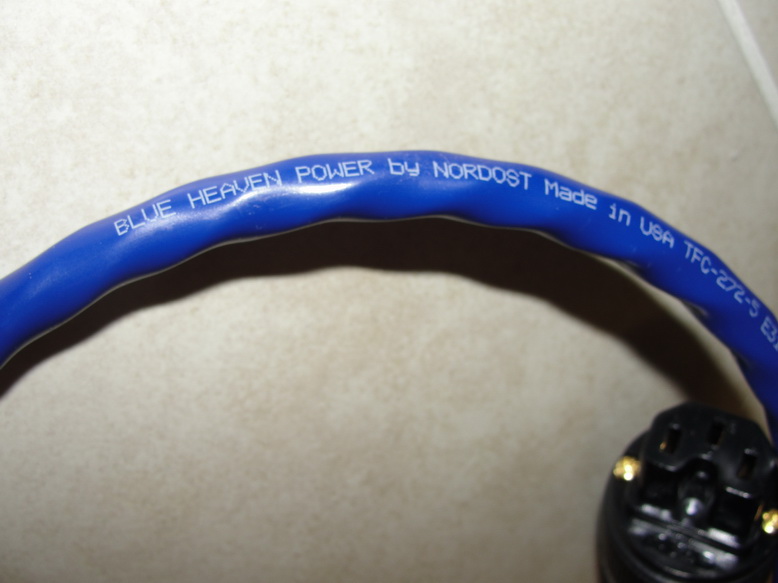 BLUE HEAVEN POWER by NORDOST Made in USA TFC-272-5